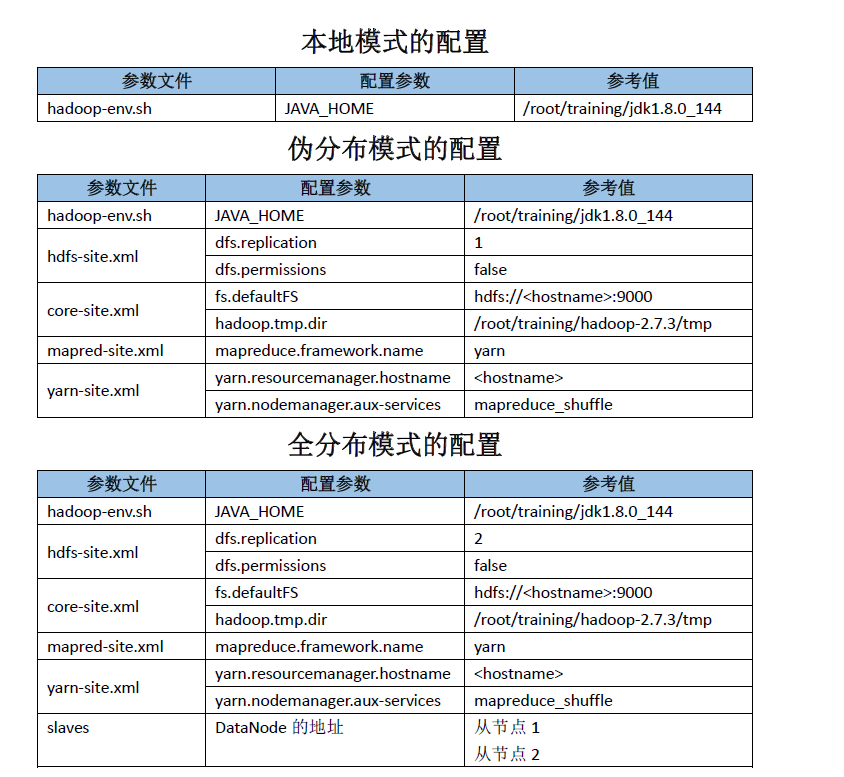 本地模式的配置
参数文件 配置参数 参考值
hadoop-env.sh JAVA_HOME /root/training/jdk1.8.0_144
伪分布模式的配置
参数文件 配置参数 参考值
hadoop-env.sh JAVA_HOME /root/training/jdk1.8.0_144
hdfs-site.xml dfs.replication 1
dfs.permissions false
core-site.xml fs.defaultFS hdfs://<hostname>:9000
hadoop.tmp.dir /root/training/hadoop-2.7.3/tmp
mapred-site.xml mapreduce.framework.name yarn
yarn-site.xml yarn.resourcemanager.hostname <hostname>
yarn.nodemanager.aux-services mapreduce_shuffle
全分布模式的配置
参数文件 配置参数 参考值
hadoop-env.sh JAVA_HOME /root/training/jdk1.8.0_144
hdfs-site.xml dfs.replication 2
dfs.permissions false
core-site.xml fs.defaultFS hdfs://<hostname>:9000
hadoop.tmp.dir /root/training/hadoop-2.7.3/tmp
mapred-site.xml mapreduce.framework.name yarn
yarn-site.xml yarn.resourcemanager.hostname <hostname>
yarn.nodemanager.aux-services mapreduce_shuffle
slaves DataNode 的地址 从节点 1
从节点 2